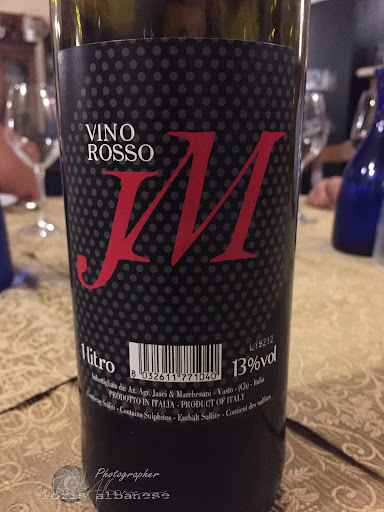 VINO
ROSSO
JM
L19212
1 litro
13%vol
8 032611 771040
Imbottigliato da: Az. Agr. Jasci & Marchesani - Vasto - (Ch) - Italia
PRODOTTO IN ITALIA - PRODUCT OF ITALY
Contiene Solfiti - Contains Sulphites - Enthält Sulfite - Contient des sulfites
Photographer
loris albanese